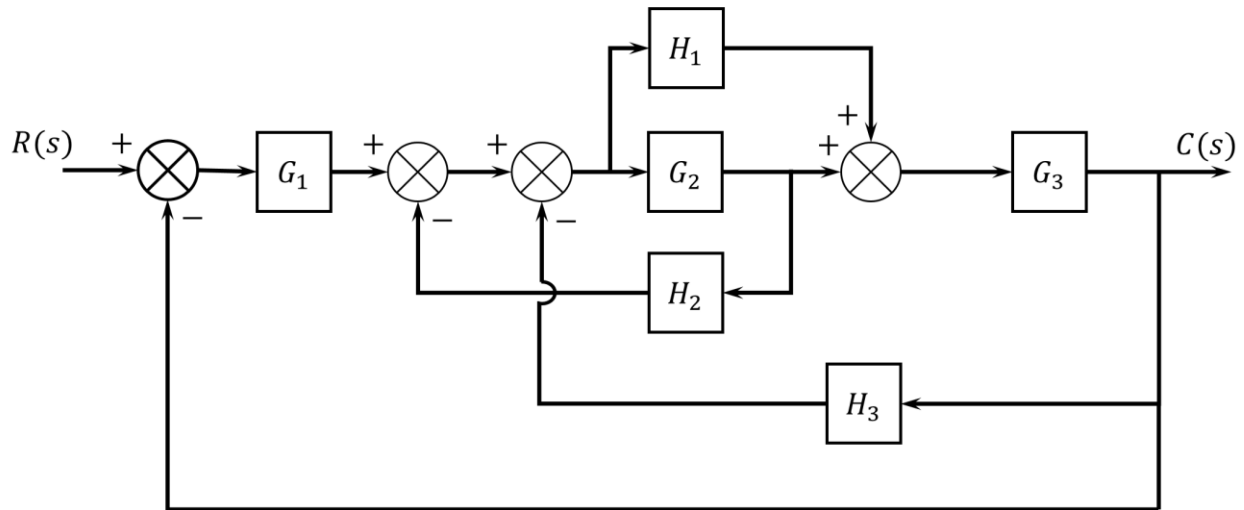 H₁
+
R(s)
+
+
+
+
C(s)
G₁
G₂
G₃
−
−
−
H₂
H₃